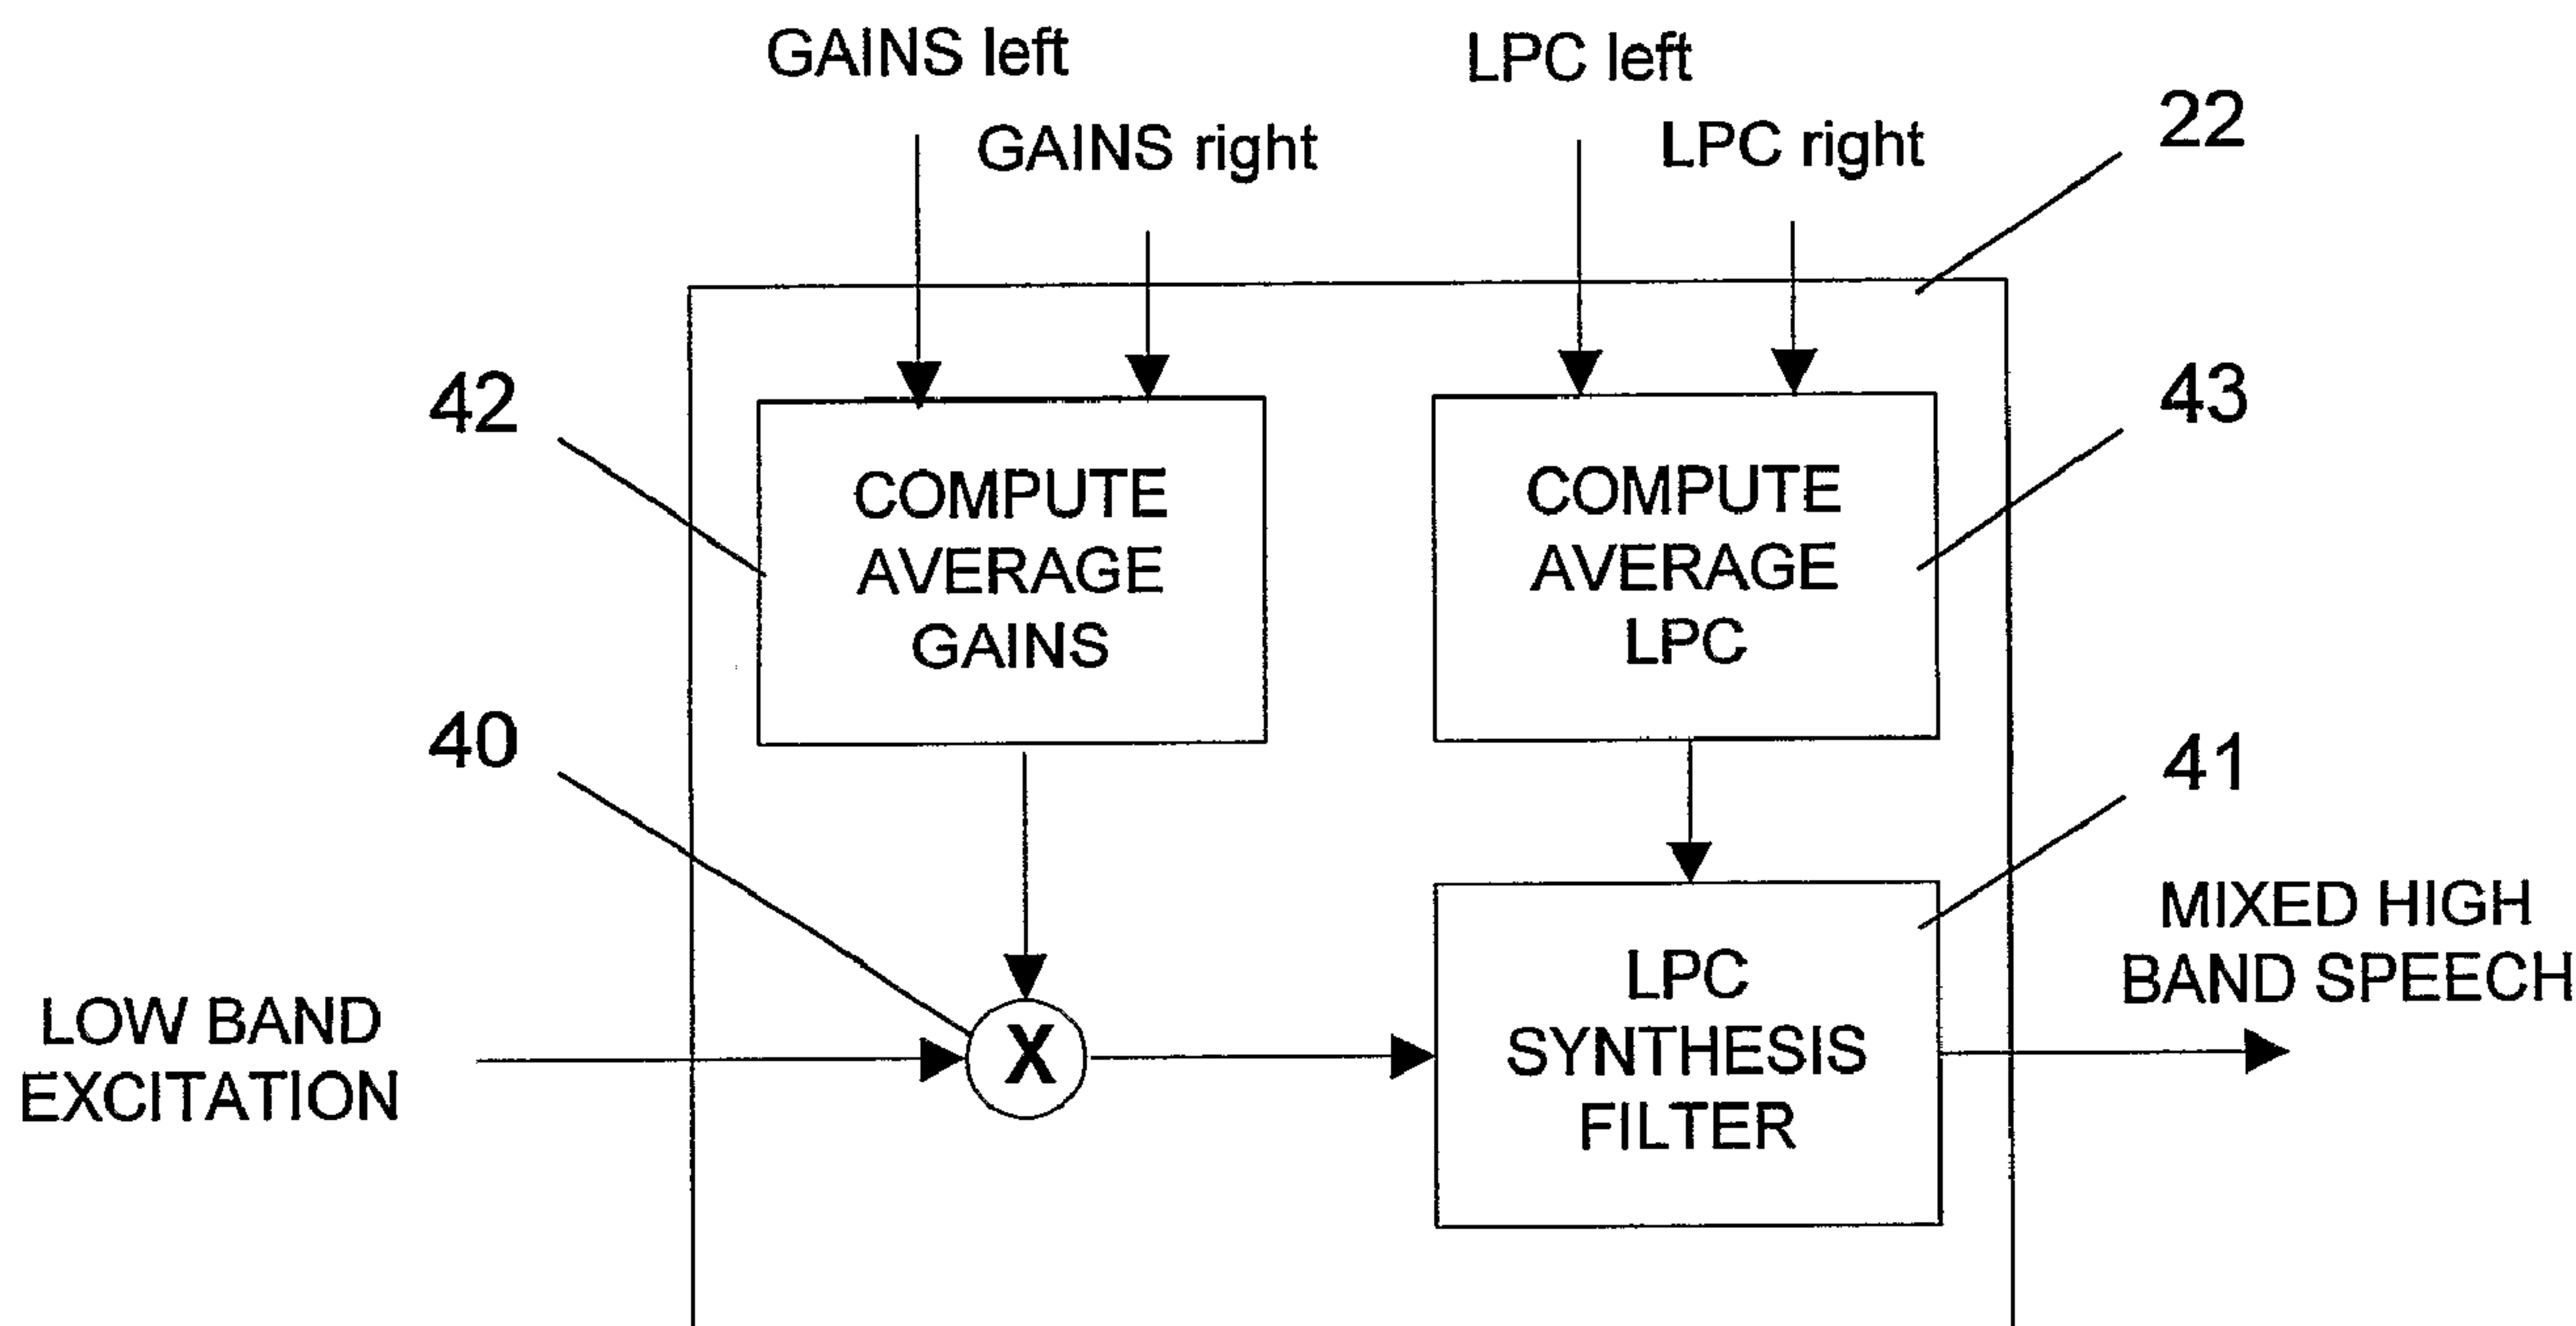 GAINS left
LPC left
GAINS right
LPC right
22
42
43
COMPUTE
AVERAGE
GAINS
COMPUTE
AVERAGE
LPC
40
41
LOW BAND
EXCITATION
X
LPC
SYNTHESIS
FILTER
MIXED HIGH
BAND SPEECH